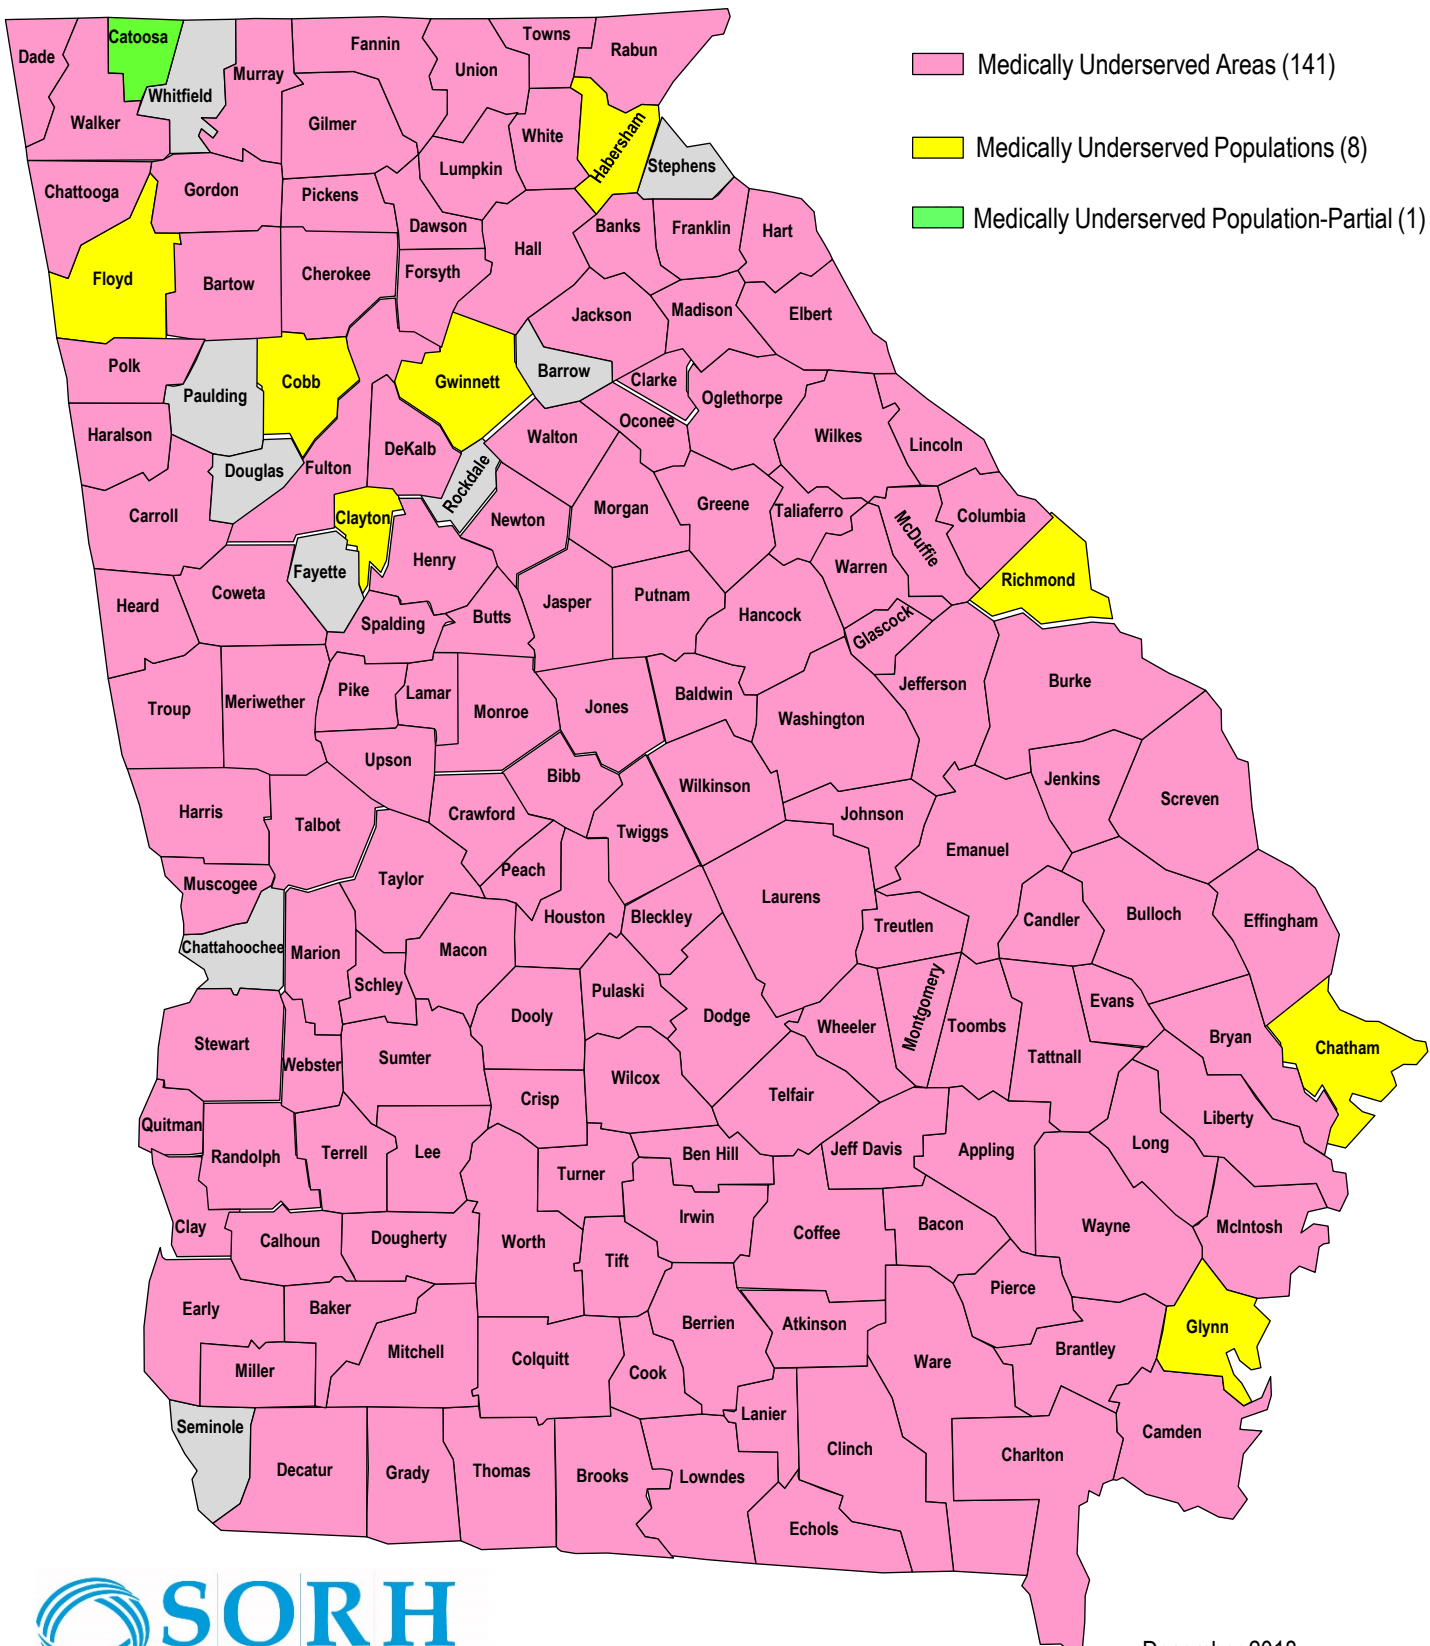 Medically Underserved Areas (141)
Medically Underserved Populations (8)
Medically Underserved Population-Partial (1)
Dade
Catoosa
Whitfield
Murray
Fannin
Union
Towns
Rabun
Walker
Gilmer
White
Habersham
Stephens
Lumpkin
Chattooga
Gordon
Pickens
Dawson
Hall
Banks
Franklin
Hart
Floyd
Bartow
Cherokee
Forsyth
Jackson
Madison
Elbert
Polk
Paulding
Cobb
Gwinnett
Barrow
Clarke
Oglethorpe
Haralson
Douglas
Fulton
DeKalb
Rockdale
Walton
Oconee
Wilkes
Lincoln
Carroll
Clayton
Newton
Morgan
Greene
Taliaferro
McDuffie
Columbia
Fayette
Henry
Warren
Richmond
Heard
Coweta
Spalding
Butts
Jasper
Putnam
Hancock
Glascock
Troup
Meriwether
Pike
Lamar
Monroe
Jones
Baldwin
Washington
Jefferson
Burke
Upson
Bibb
Wilkinson
Jenkins
Screven
Harris
Talbot
Crawford
Twiggs
Johnson
Emanuel
Muscogee
Taylor
Peach
Houston
Bleckley
Laurens
Treutlen
Candler
Bulloch
Effingham
Chattahoochee
Marion
Schley
Macon
Dooly
Pulaski
Dodge
Wheeler
Montgomery
Toombs
Tattnall
Evans
Bryan
Chatham
Stewart
Webster
Sumter
Crisp
Wilcox
Telfair
Quitman
Randolph
Terrell
Lee
Turner
Ben Hill
Jeff Davis
Appling
Long
Liberty
Clay
Calhoun
Dougherty
Worth
Tift
Irwin
Coffee
Bacon
Wayne
McIntosh
Early
Baker
Miller
Mitchell
Colquitt
Cook
Berrien
Atkinson
Ware
Pierce
Brantley
Glynn
Seminole
Decatur
Grady
Thomas
Brooks
Lowndes
Lanier
Clinch
Echols
Charlton
Camden
SORH
December 2018